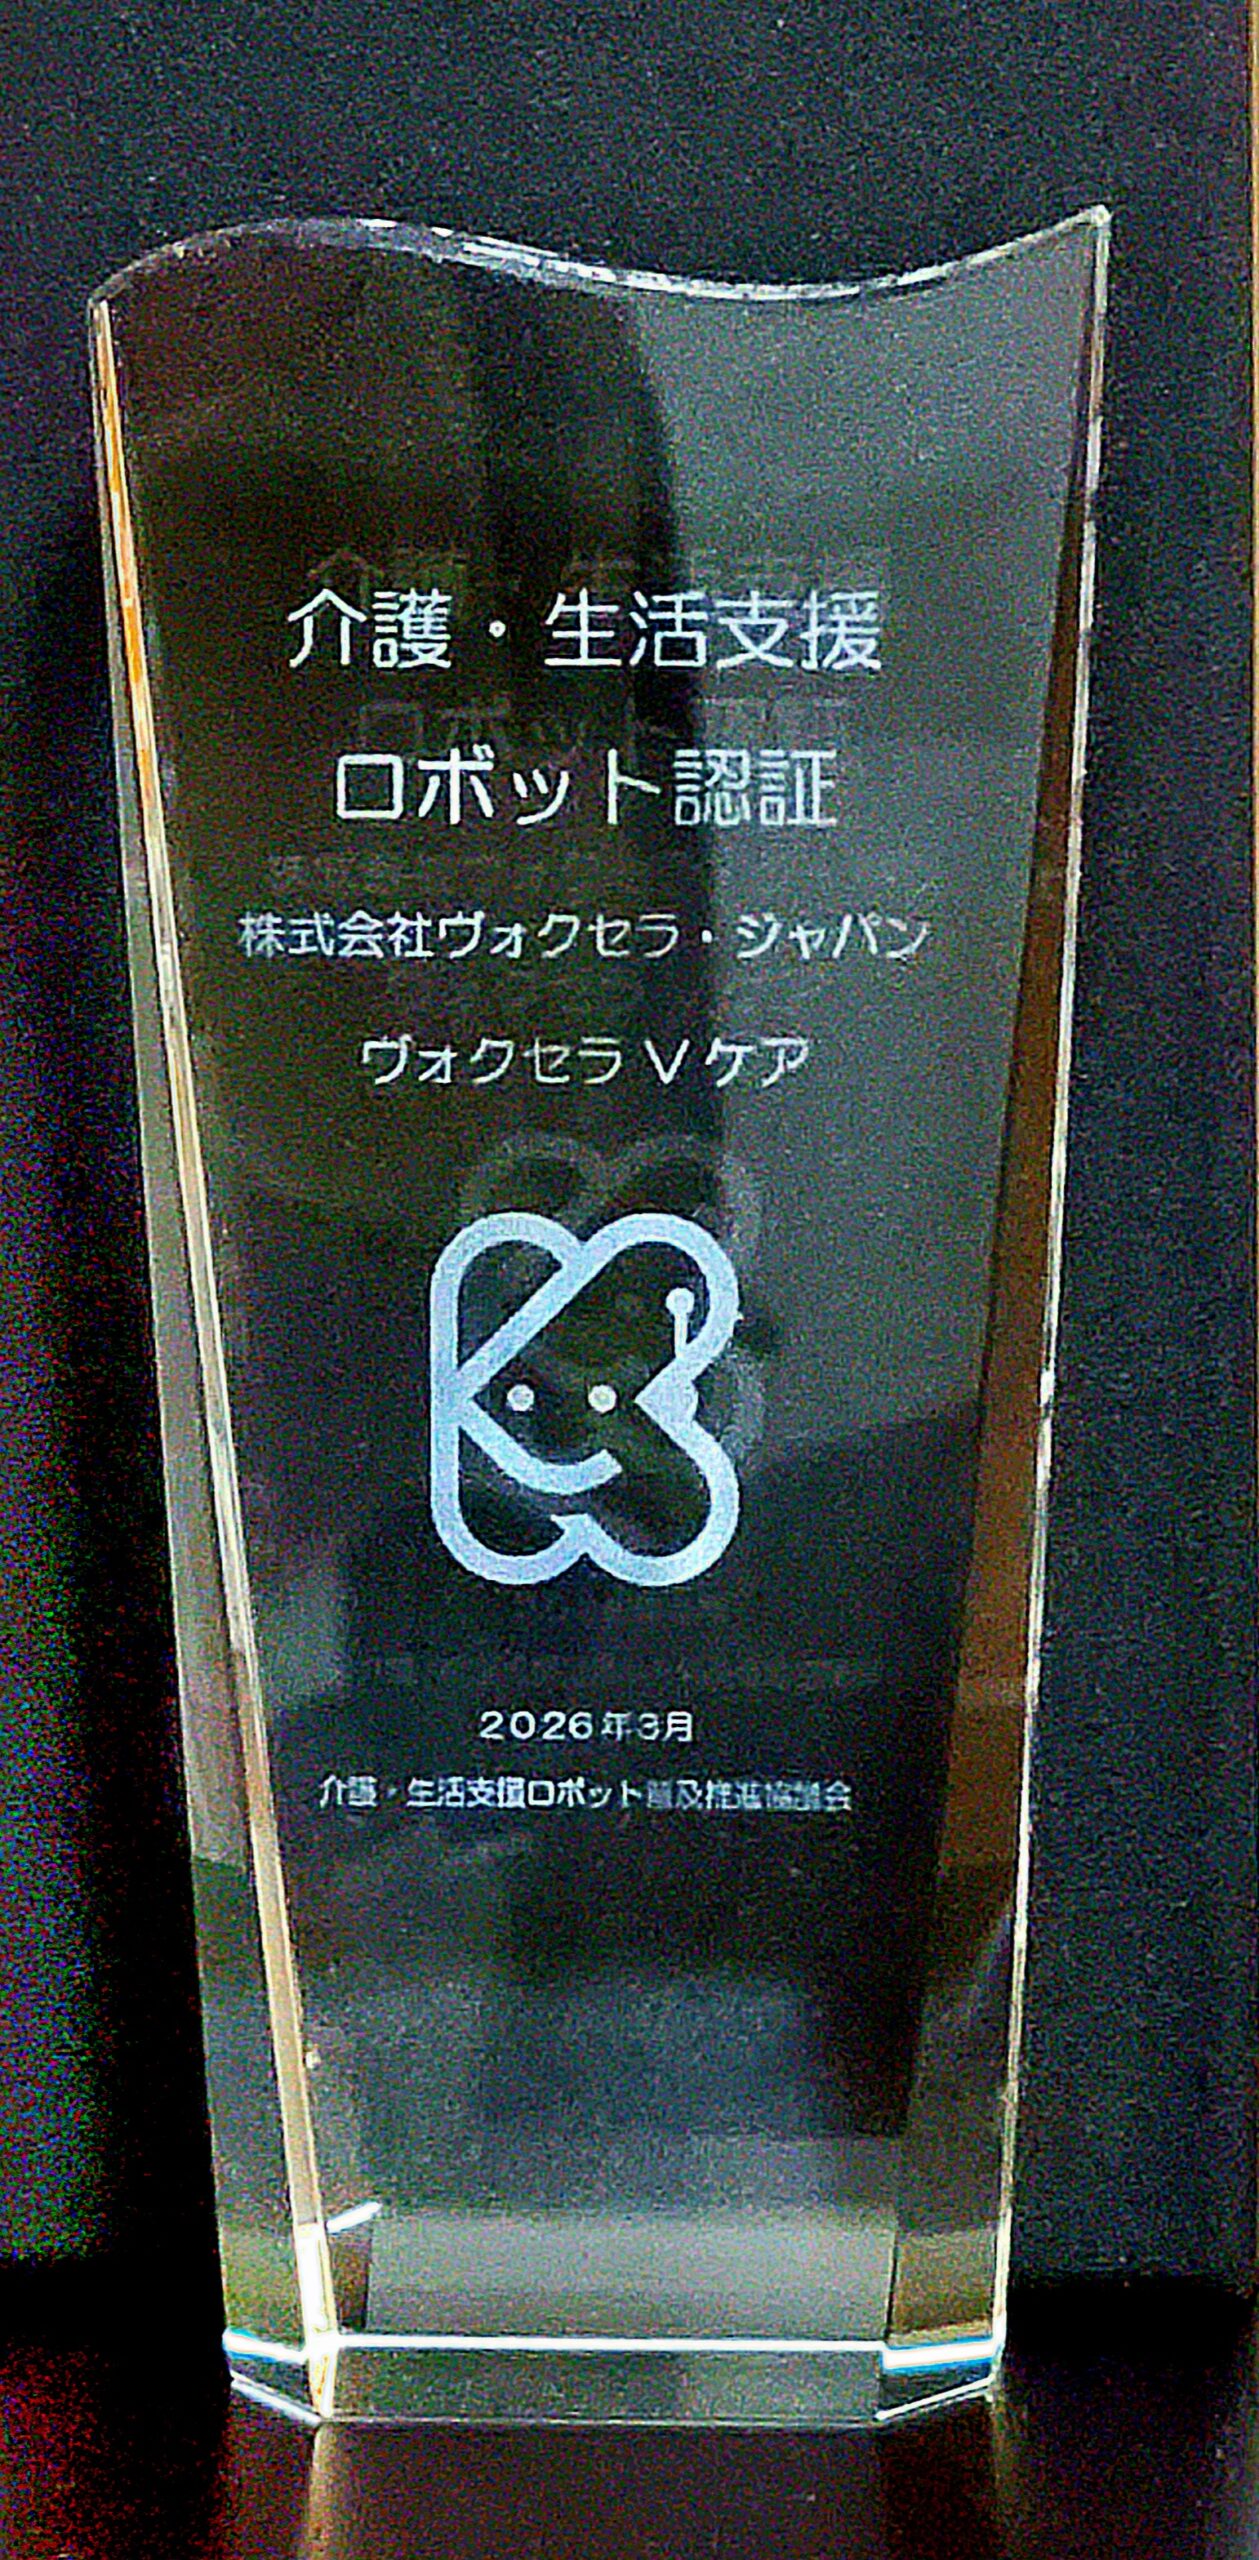 介護・生活支援
ロボット認証
株式会社ヴォクセラ・ジャパン
ヴォクセラVケア
2026年3月
介護・生活支援ロボット普及推進協議会